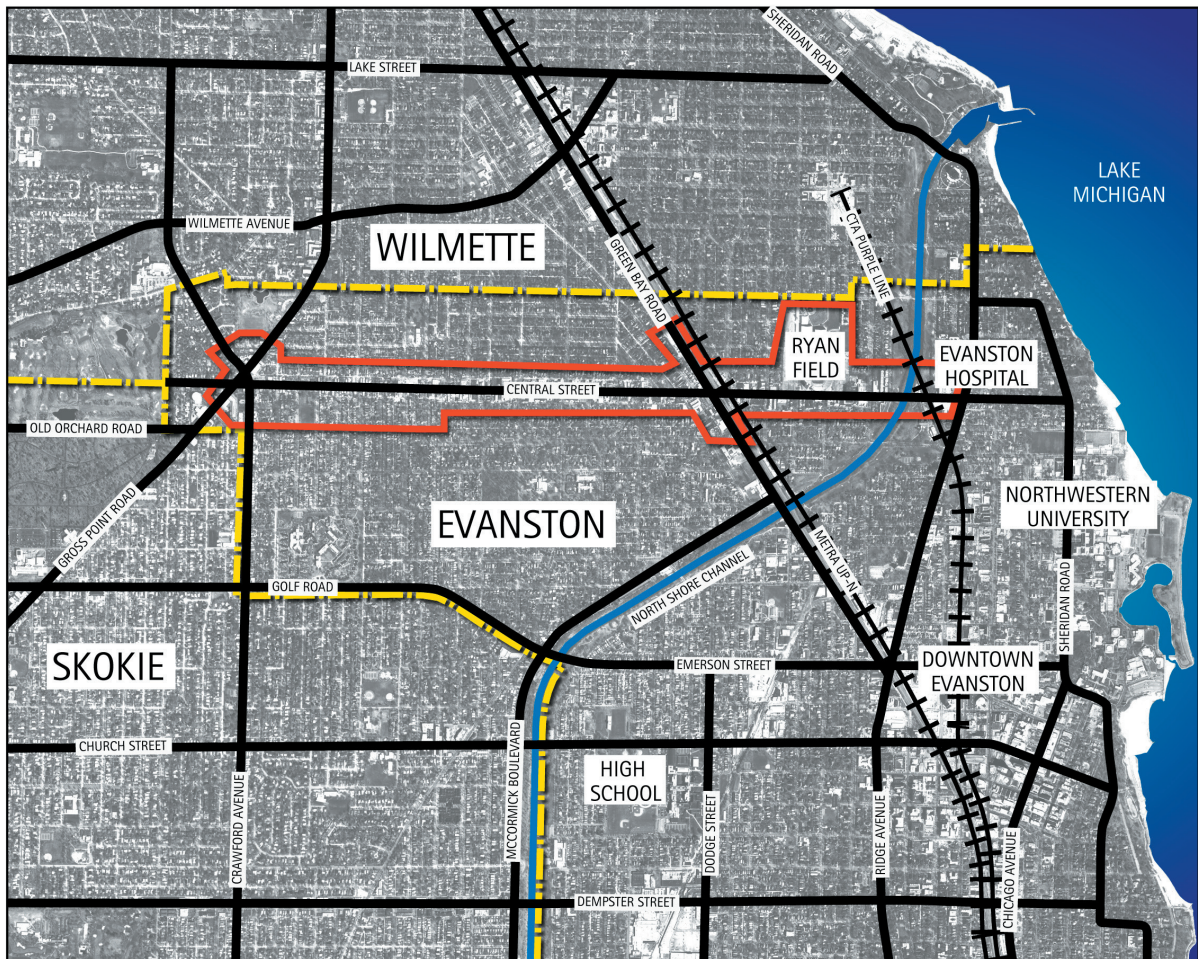 SHERIDAN ROAD
LAKE STREET
LAKE
MICHIGAN
WILMETTE AVENUE
WILMETTE
CTA PURPLE LINE
GREEN BAY ROAD
RYAN
FIELD
EVANSTON
HOSPITAL
CENTRAL STREET
OLD ORCHARD ROAD
GROSS POINT ROAD
EVANSTON
NORTHWESTERN
UNIVERSITY
METRA UP-N
NORTH SHORE CHANNEL
GOLF ROAD
SHERIDAN ROAD
SKOKIE
EMERSON STREET
DOWNTOWN
EVANSTON
CHURCH STREET
HIGH
SCHOOL
MCCORMICK BOULEVARD
CRAWFORD AVENUE
DODGE STREET
RIDGE AVENUE
CHICAGO AVENUE
DEMPSTER STREET